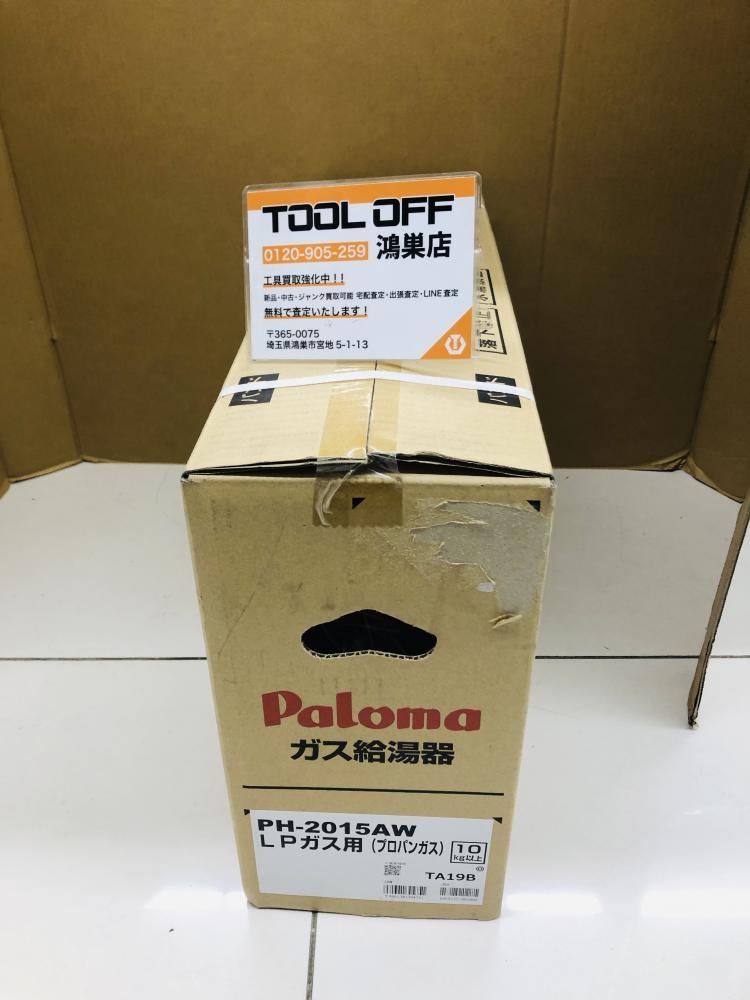 TOOL OFF
0120-905-259 鴻巣店
工具買取強化中！！
新品・中古・ジャンク買取可能 宅配査定・出張査定・LINE査定
無料で査定いたします！
〒365-0075
埼玉県鴻巣市宮地 5-1-13
Paloma
ガス給湯器
PH-2015AW
LPガス用（プロパンガス）
10
kg以上
TA19B